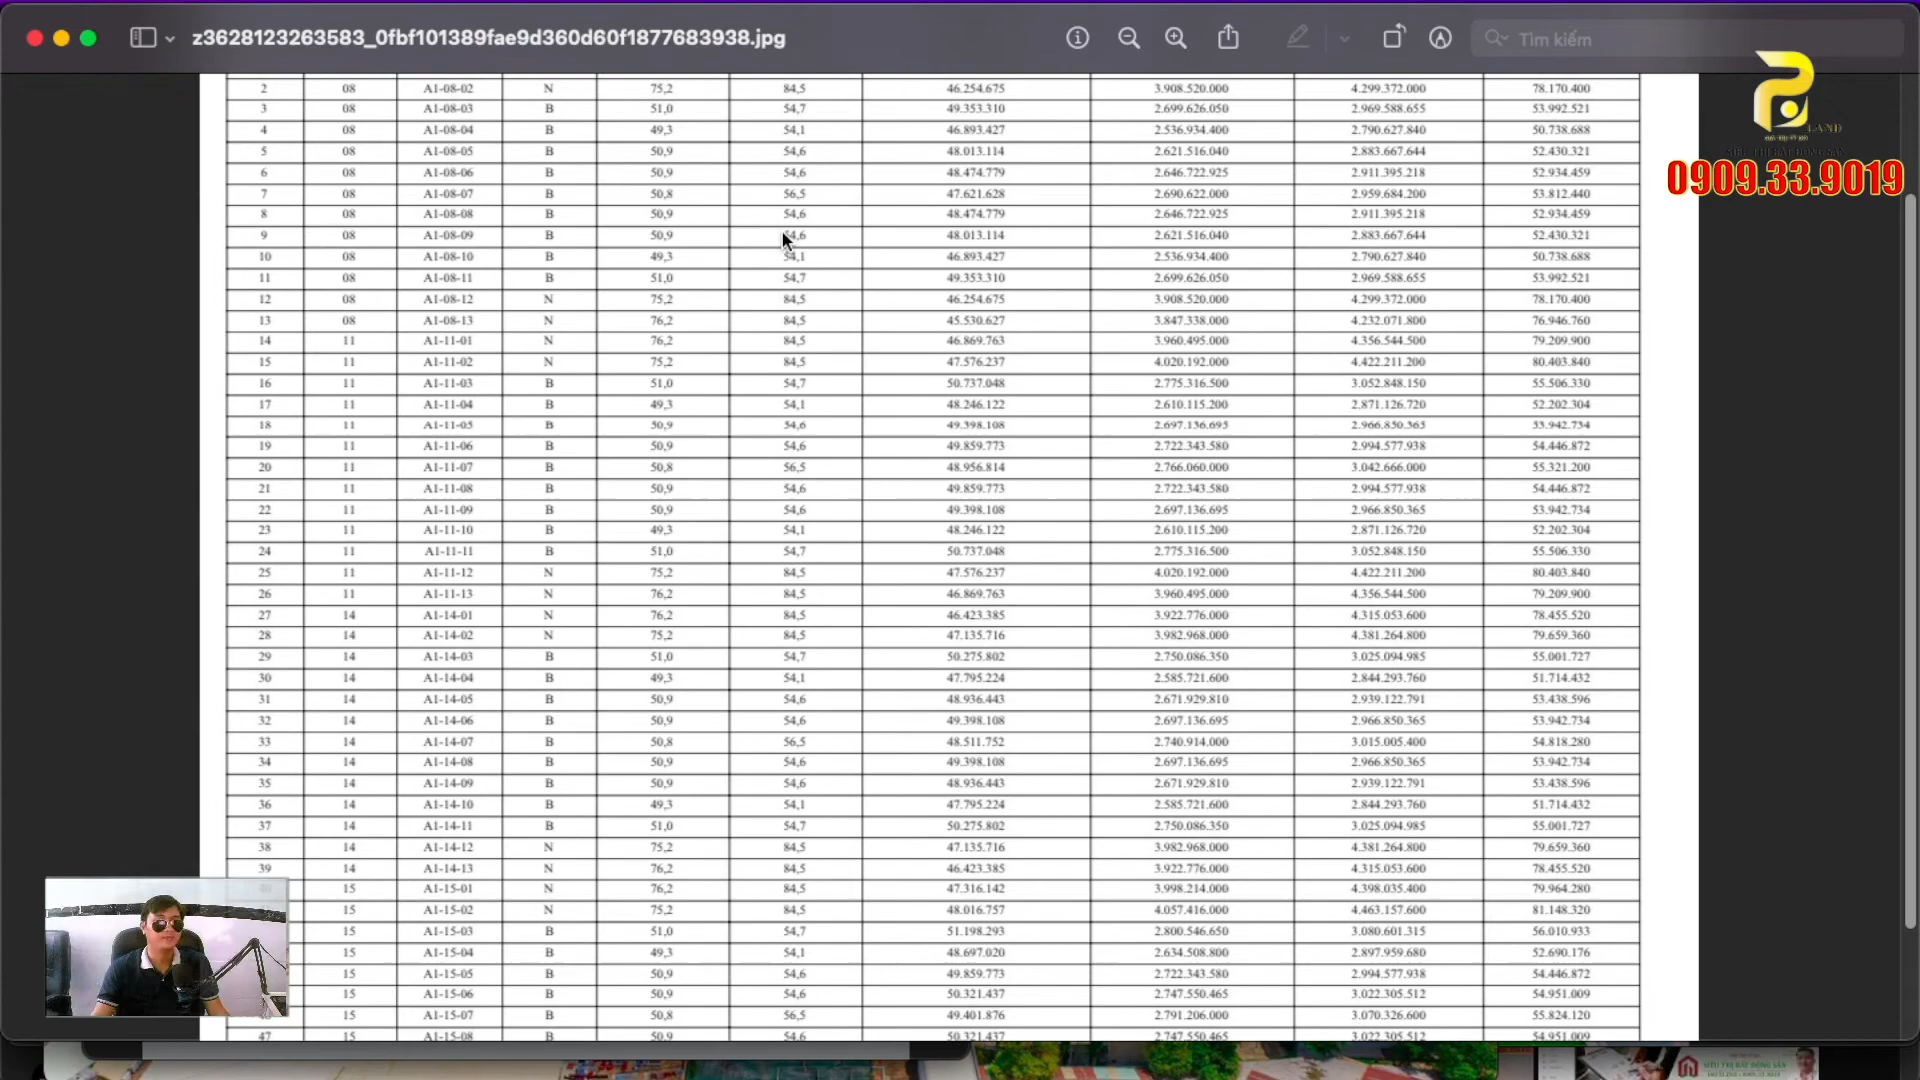 z3628123263583_0fbf101389fae9d360d60f1877683938.jpg
Tìm kiếm
LAND
0909.33.9019
2 08 A1-08-02 N 75,2 84,5 46.254.675 3.908.520.000 4.299.372.000 78.170.400
3 08 A1-08-03 B 51,0 54,7 49.353.310 2.699.626.050 2.969.588.655 53.992.521
4 08 A1-08-04 B 49,3 54,1 46.893.427 2.536.934.400 2.790.627.840 50.738.688
5 08 A1-08-05 B 50,9 54,6 48.013.114 2.621.516.040 2.883.667.644 52.430.321
6 08 A1-08-06 B 50,9 54,6 48.474.779 2.646.722.925 2.911.395.218 52.934.459
7 08 A1-08-07 B 50,8 56,5 47.621.628 2.690.622.000 2.959.684.200 53.812.440
8 08 A1-08-08 B 50,9 54,6 48.474.779 2.646.722.925 2.911.395.218 52.934.459
9 08 A1-08-09 B 50,9 54,6 48.013.114 2.621.516.040 2.883.667.644 52.430.321
10 08 A1-08-10 B 49,3 54,1 46.893.427 2.536.934.400 2.790.627.840 50.738.688
11 08 A1-08-11 B 51,0 54,7 49.353.310 2.699.626.050 2.969.588.655 53.992.521
12 08 A1-08-12 N 75,2 84,5 46.254.675 3.908.520.000 4.299.372.000 78.170.400
13 08 A1-08-13 N 76,2 84,5 45.530.627 3.847.338.000 4.232.071.800 76.946.760
14 11 A1-11-01 N 76,2 84,5 46.869.763 3.960.495.000 4.356.544.500 79.209.900
15 11 A1-11-02 N 75,2 84,5 47.576.237 4.020.192.000 4.422.211.200 80.403.840
16 11 A1-11-03 B 51,0 54,7 50.737.048 2.775.316.500 3.052.848.150 55.506.330
17 11 A1-11-04 B 49,3 54,1 48.246.122 2.610.115.200 2.871.126.720 52.202.304
18 11 A1-11-05 B 50,9 54,6 49.398.108 2.697.136.695 2.966.850.365 53.942.734
19 11 A1-11-06 B 50,9 54,6 49.859.773 2.722.343.580 2.994.577.938 54.446.872
20 11 A1-11-07 B 50,8 56,5 48.956.814 2.766.060.000 3.042.666.000 55.321.200
21 11 A1-11-08 B 50,9 54,6 49.859.773 2.722.343.580 2.994.577.938 54.446.872
22 11 A1-11-09 B 50,9 54,6 49.398.108 2.697.136.695 2.966.850.365 53.942.734
23 11 A1-11-10 B 49,3 54,1 48.246.122 2.610.115.200 2.871.126.720 52.202.304
24 11 A1-11-11 B 51,0 54,7 50.737.048 2.775.316.500 3.052.848.150 55.506.330
25 11 A1-11-12 N 75,2 84,5 47.576.237 4.020.192.000 4.422.211.200 80.403.840
26 11 A1-11-13 N 76,2 84,5 46.869.763 3.960.495.000 4.356.544.500 79.209.900
27 14 A1-14-01 N 76,2 84,5 46.423.385 3.922.776.000 4.315.053.600 78.455.520
28 14 A1-14-02 N 75,2 84,5 47.135.716 3.982.968.000 4.381.264.800 79.659.360
29 14 A1-14-03 B 51,0 54,7 50.275.802 2.750.086.350 3.025.094.985 55.001.727
30 14 A1-14-04 B 49,3 54,1 47.795.224 2.585.721.600 2.844.293.760 51.714.432
31 14 A1-14-05 B 50,9 54,6 48.936.443 2.671.929.810 2.939.122.791 53.438.596
32 14 A1-14-06 B 50,9 54,6 49.398.108 2.697.136.695 2.966.850.365 53.942.734
33 14 A1-14-07 B 50,8 56,5 48.511.752 2.740.914.000 3.015.005.400 54.818.280
34 14 A1-14-08 B 50,9 54,6 49.398.108 2.697.136.695 2.966.850.365 53.942.734
35 14 A1-14-09 B 50,9 54,6 48.936.443 2.671.929.810 2.939.122.791 53.438.596
36 14 A1-14-10 B 49,3 54,1 47.795.224 2.585.721.600 2.844.293.760 51.714.432
37 14 A1-14-11 B 51,0 54,7 50.275.802 2.750.086.350 3.025.094.985 55.001.727
38 14 A1-14-12 N 75,2 84,5 47.135.716 3.982.968.000 4.381.264.800 79.659.360
39 14 A1-14-13 N 76,2 84,5 46.423.385 3.922.776.000 4.315.053.600 78.455.520
15 A1-15-01 N 76,2 84,5 47.316.142 3.998.214.000 4.398.035.400 79.964.280
15 A1-15-02 N 75,2 84,5 48.016.757 4.057.416.000 4.463.157.600 81.148.320
15 A1-15-03 B 51,0 54,7 51.198.293 2.800.546.650 3.080.601.315 56.010.933
15 A1-15-04 B 49,3 54,1 48.697.020 2.634.508.800 2.897.959.680 52.690.176
15 A1-15-05 B 50,9 54,6 49.859.773 2.722.343.580 2.994.577.938 54.446.872
15 A1-15-06 B 50,9 54,6 50.321.437 2.747.550.465 3.022.305.512 54.951.009
15 A1-15-07 B 50,8 56,5 49.401.876 2.791.206.000 3.070.326.600 55.824.120
47 15 A1-15-08 B 50,9 54,6 50.321.437 2.747.550.465 3.022.305.512 54.951.009
SIÊU THỊ BẤT ĐỘNG SẢN